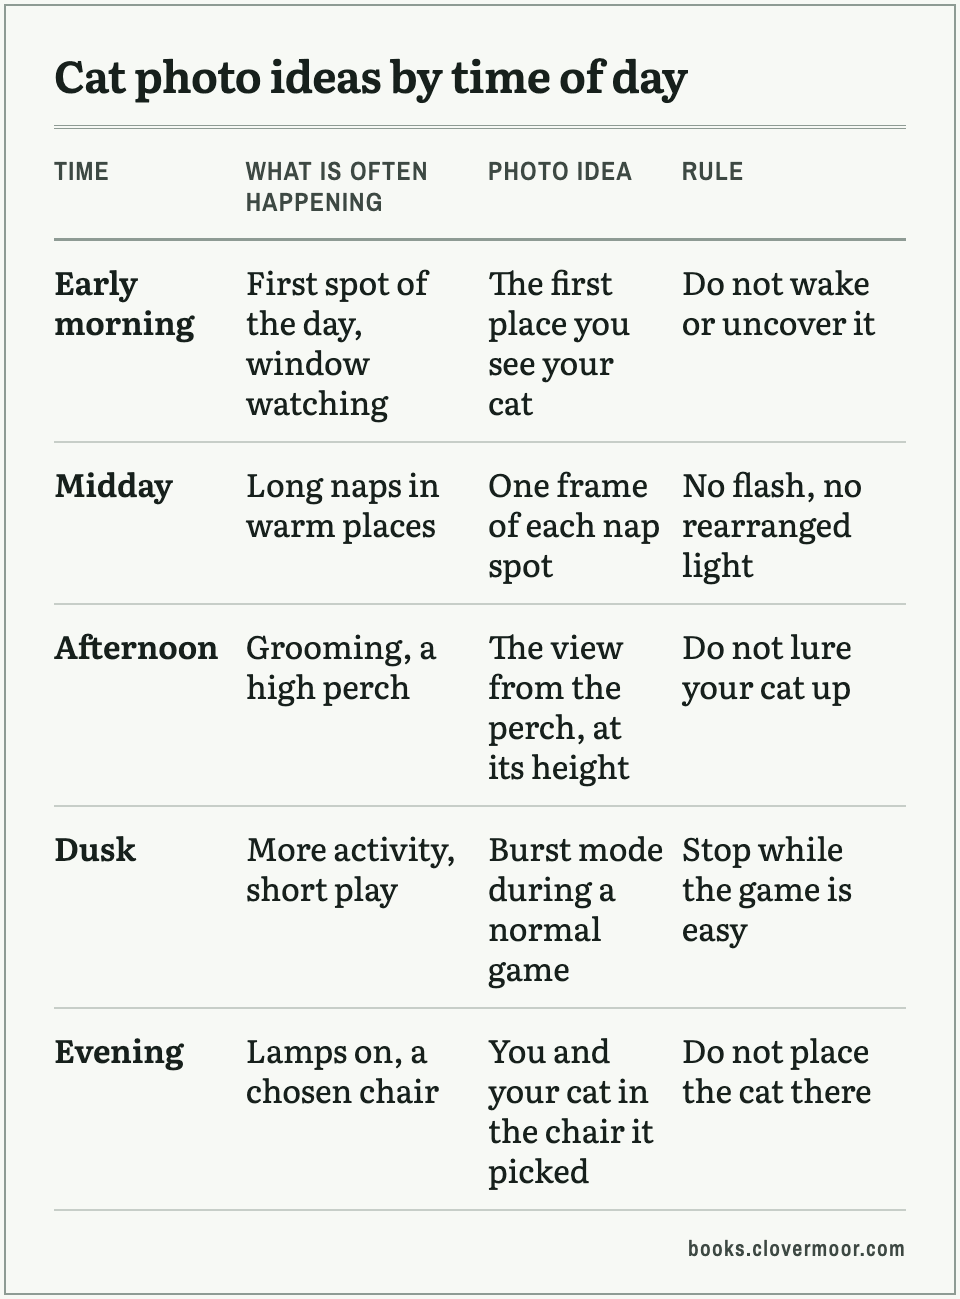 Cat photo ideas by time of day
TIME
WHAT IS OFTEN
HAPPENING
PHOTO IDEA
RULE
Early
morning
First spot of
the day,
window
watching
The first
place you
see your
cat
Do not wake
or uncover it
Midday
Long naps in
warm places
One frame
of each nap
spot
No flash, no
rearranged
light
Afternoon
Grooming, a
high perch
The view
from the
perch, at
its height
Do not lure
your cat up
Dusk
More activity,
short play
Burst mode
during a
normal
game
Stop while
the game is
easy
Evening
Lamps on, a
chosen chair
You and
your cat in
the chair it
picked
Do not place
the cat there
books.clovermoor.com